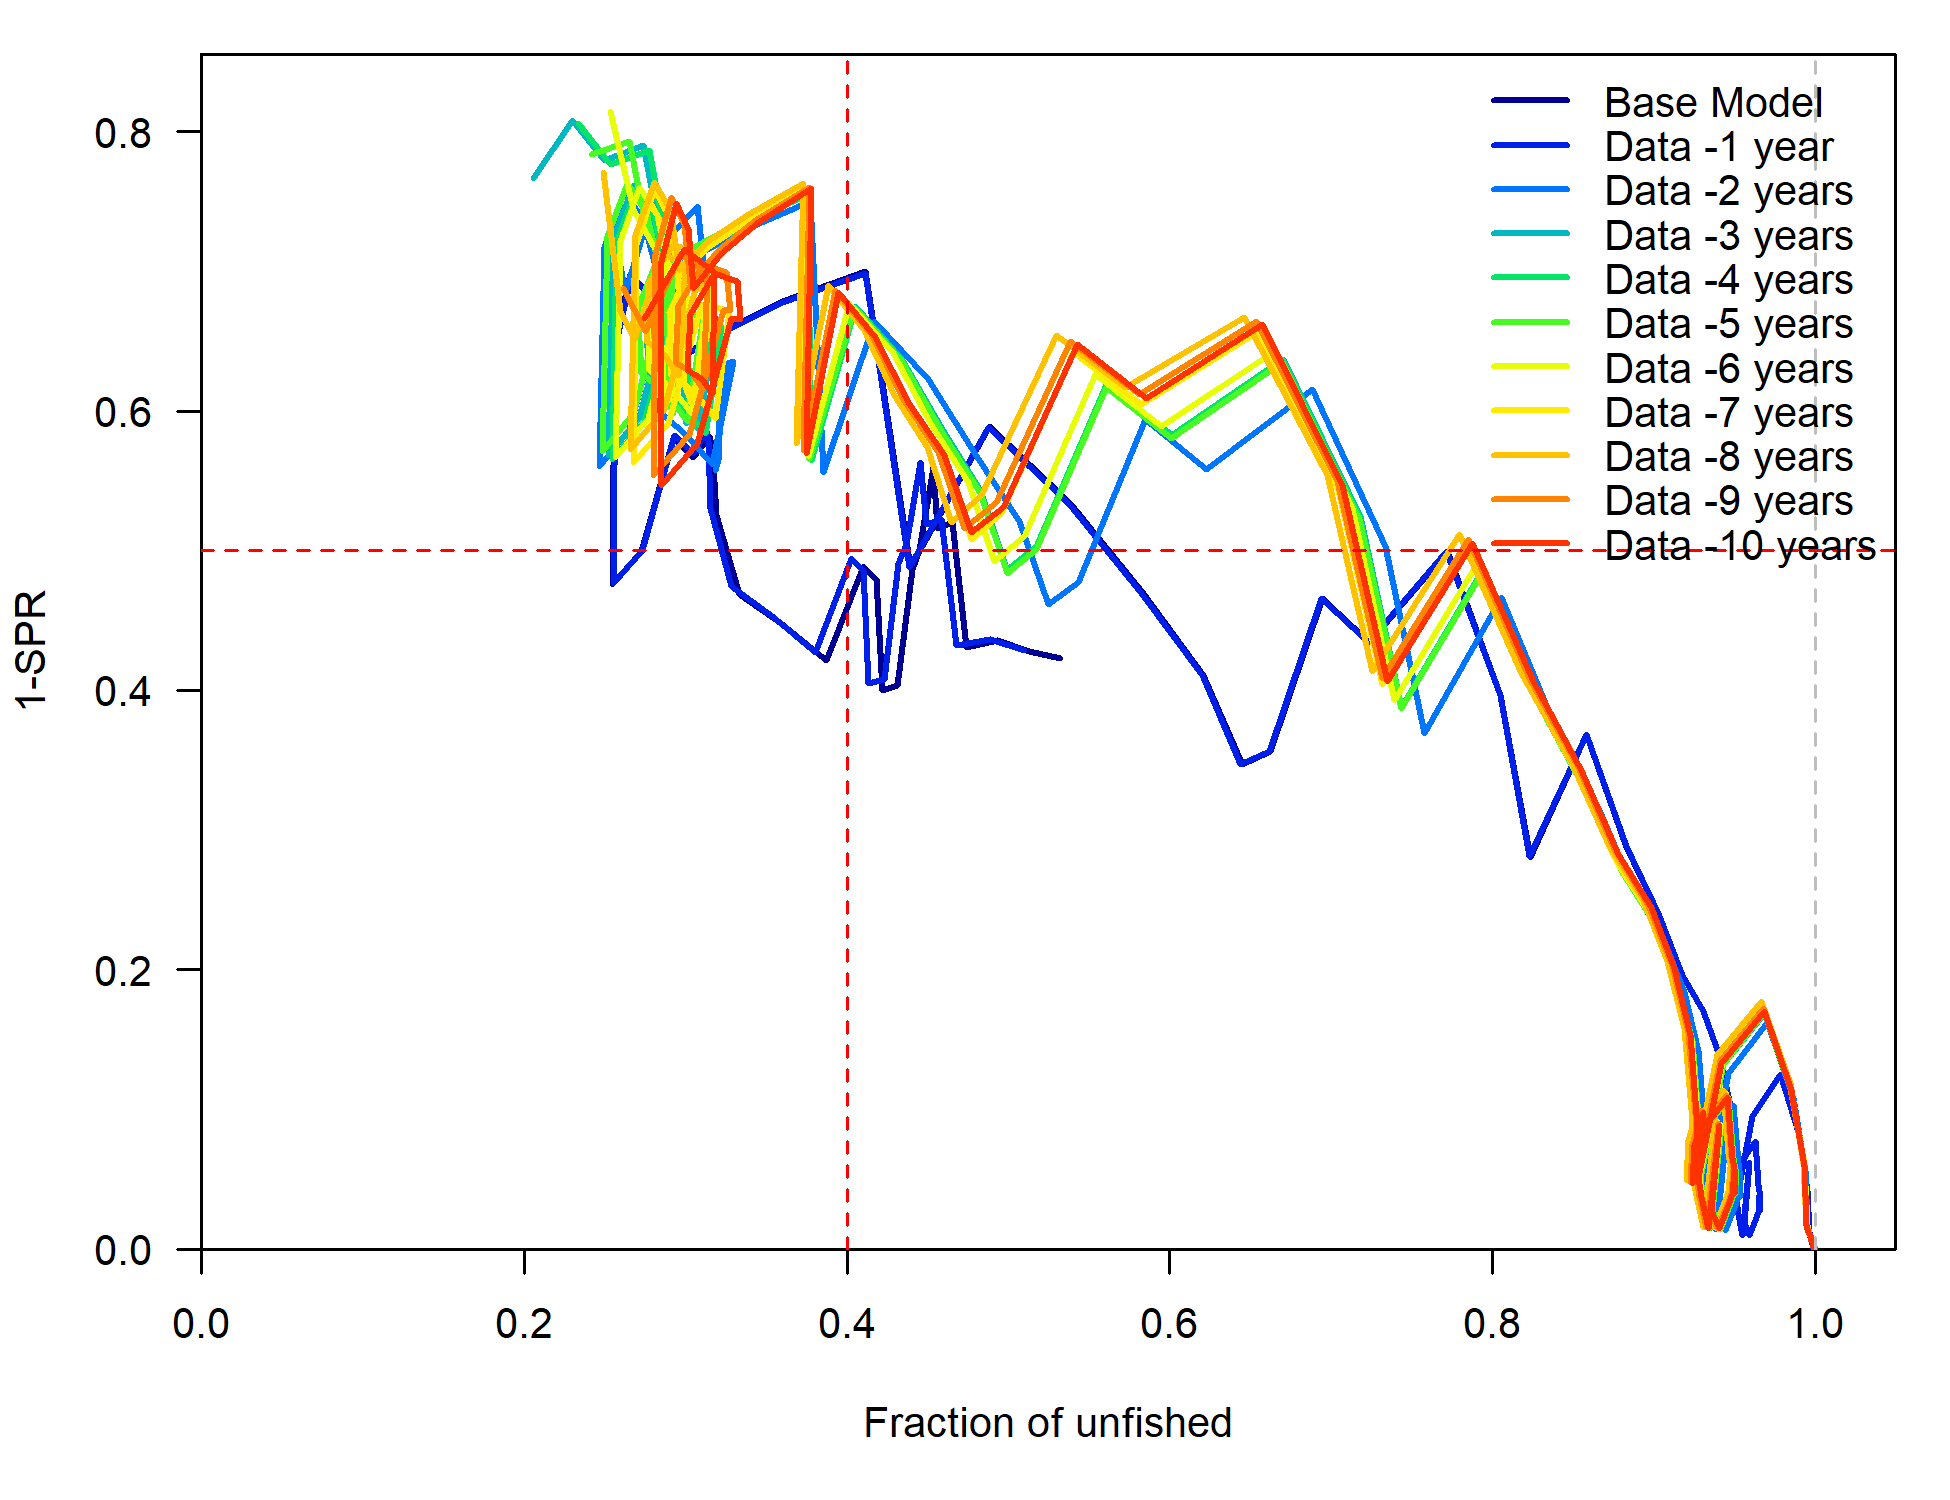 Base Model
Data -1 year
Data -2 years
Data -3 years
Data -4 years
Data -5 years
Data -6 years
Data -7 years
Data -8 years
Data -9 years
Data -10 years
0.8
0.6
0.4
0.2
0.0
1-SPR
0.0 0.2 0.4 0.6 0.8 1.0
Fraction of unfished